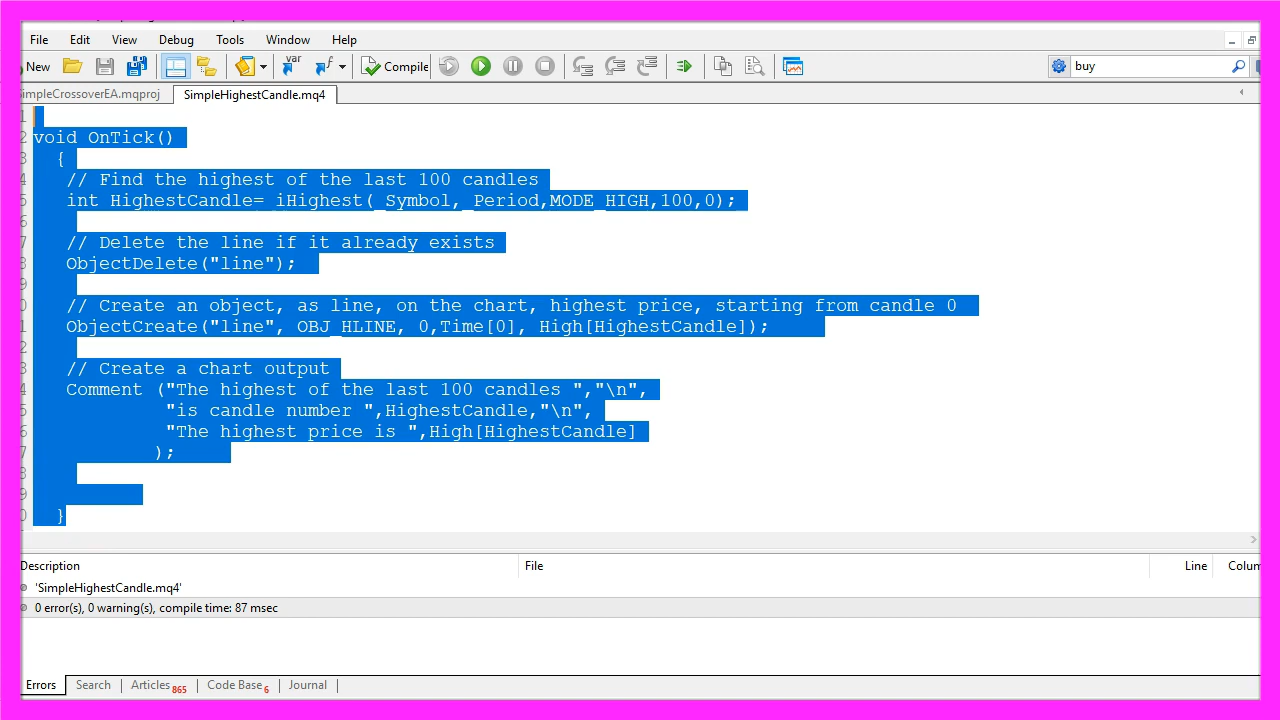 File Edit View Debug Tools Window Help
New var f Compile buy
SimpleCrossoverEA.mqproj SimpleHighestCandle.mq4
void OnTick()
{
// Find the highest of the last 100 candles
int HighestCandle= iHighest(_Symbol,_Period,MODE_HIGH,100,0);
// Delete the line if it already exists
ObjectDelete("line");
// Create an object, as line, on the chart, highest price, starting from candle 0
ObjectCreate("line", OBJ_HLINE, 0,Time[0], High[HighestCandle]);
// Create a chart output
Comment ("The highest of the last 100 candles ","\n",
"is candle number ",HighestCandle,"\n",
"The highest price is ",High[HighestCandle]
);
}
Description File Line Colum
'SimpleHighestCandle.mq4'
0 error(s), 0 warning(s), compile time: 87 msec
Errors Search Articles 865 Code Base 6 Journal